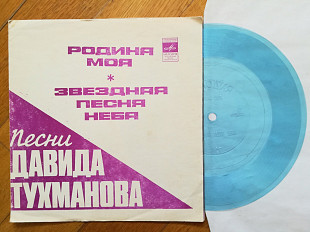 РОДИНА
МОЯ
*
ЗВЕЗДНАЯ
ПЕСНЯ
НЕБА
Песни
ДАВИДА
ТУХМАНОВА